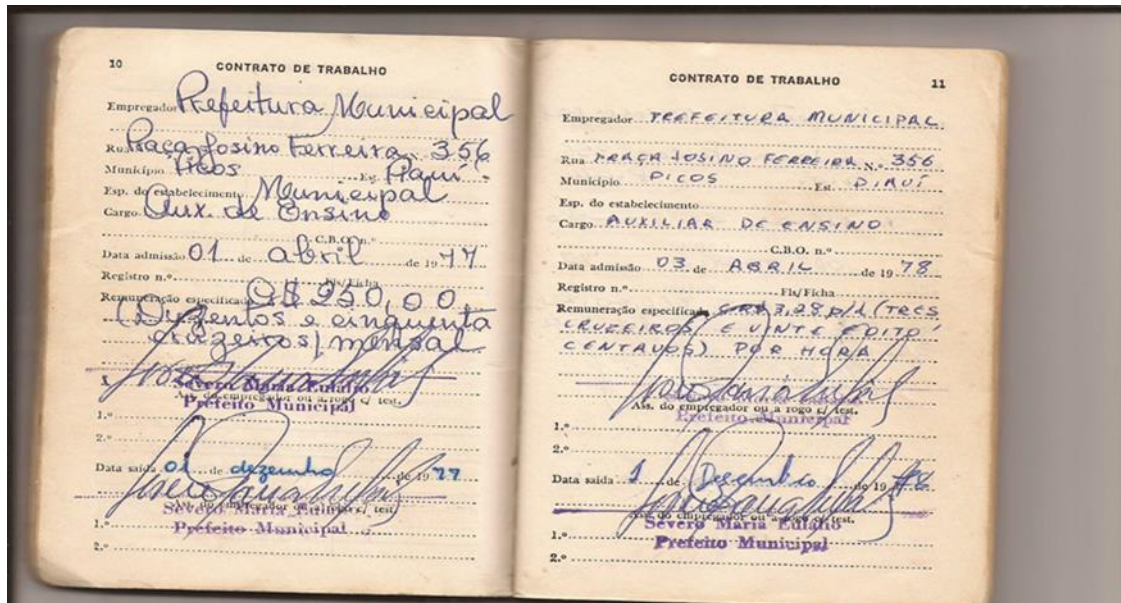 10 CONTRATO DE TRABALHO
Empregador Prefeitura Municipal
Rua Praça Josino Ferreira 356
Município Picos Est. Piauí
Esp. do estabelecimento Municipal
Cargo Aux. de Ensino
C.B.O. n.º
Data admissão 01 de abril de 1977
Registro n.º Fls/Ficha
Remuneração especificada 250,00
(Duzentos e cinquenta
cruzeiros) mensal
Severo Maria Eulálio
Ass. do empregador ou a rogo c/ test.
Prefeito Municipal
1.º
2.º
Data saída 01 de dezembro de 1977
Ass. do empregador ou a rogo c/ test.
Severo Maria Eulálio
1.º Prefeito Municipal
2.º
CONTRATO DE TRABALHO 11
Empregador PREFEITURA MUNICIPAL
Rua PRAÇA JOSINO FERREIRA N.º 356
Município PICOS Est. PIAUÍ
Esp. do estabelecimento
Cargo AUXILIAR DE ENSINO
C.B.O. n.º
Data admissão 03 de ABRIL de 1978
Registro n.º Fls/Ficha
Remuneração especificada 3,28 (TRES
CRUZEIROS E VINTE E OITO
CENTAVOS) POR HORA
Ass. do empregador ou a rogo c/ test.
Prefeito Municipal
1.º
2.º
Data saída 1 de Desembro de 1978
Ass. do empregador ou a rogo c/ test.
Severo Maria Eulálio
1.º
Prefeito Municipal
2.º